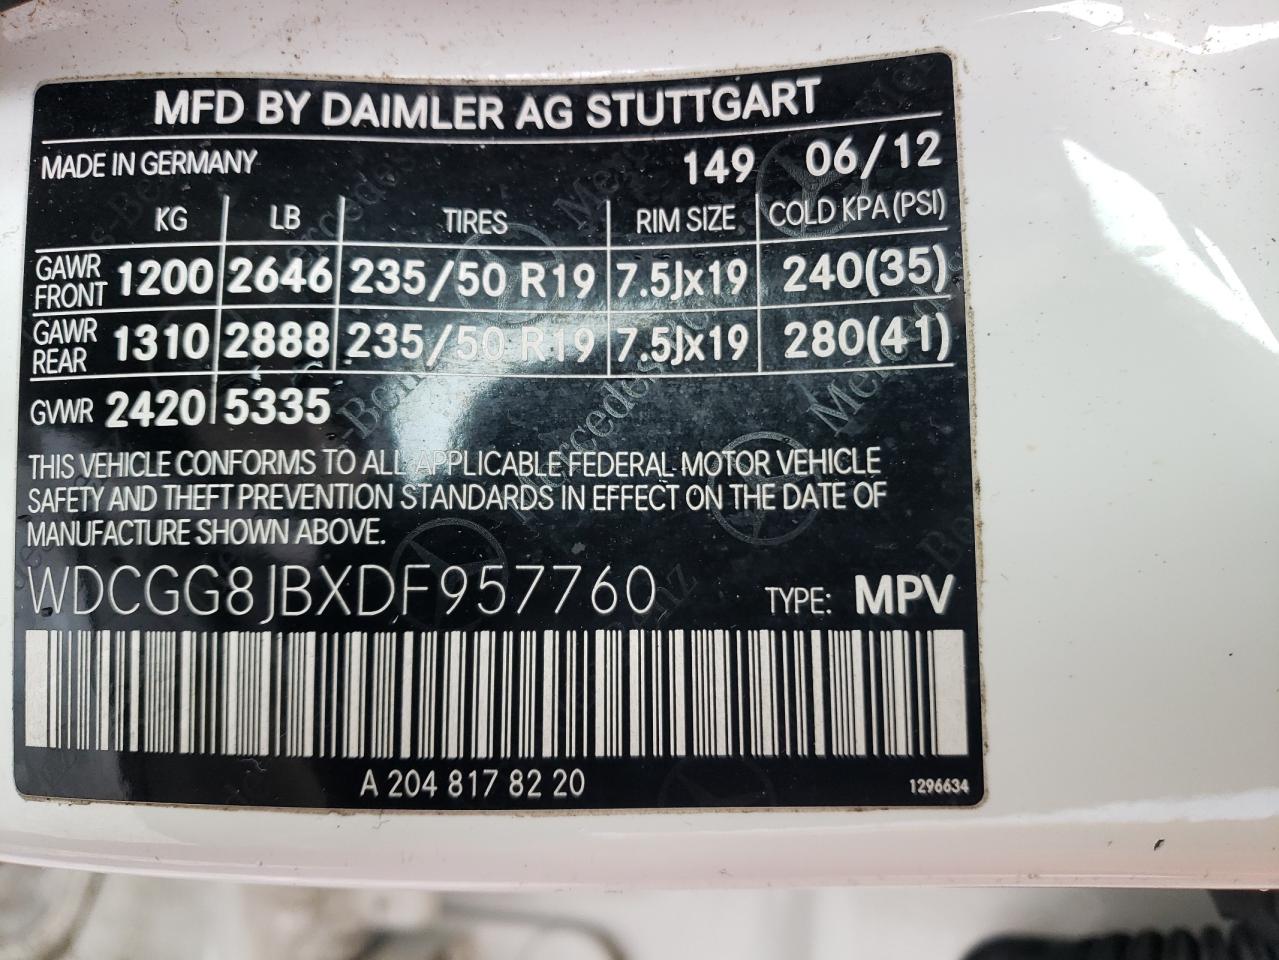 MFD BY DAIMLER AG STUTTGART
MADE IN GERMANY 149 06/12
KG LB TIRES RIM SIZE COLD KPA (PSI)
GAWR FRONT 1200 2646 235/50 R19 7.5Jx19 240(35)
GAWR REAR 1310 2888 235/50 R19 7.5Jx19 280(41)
GVWR 2420 5335
THIS VEHICLE CONFORMS TO ALL APPLICABLE FEDERAL MOTOR VEHICLE
SAFETY AND THEFT PREVENTION STANDARDS IN EFFECT ON THE DATE OF
MANUFACTURE SHOWN ABOVE.
WDCGG8JBXDF957760 TYPE: MPV
A 204 817 82 20 1296634